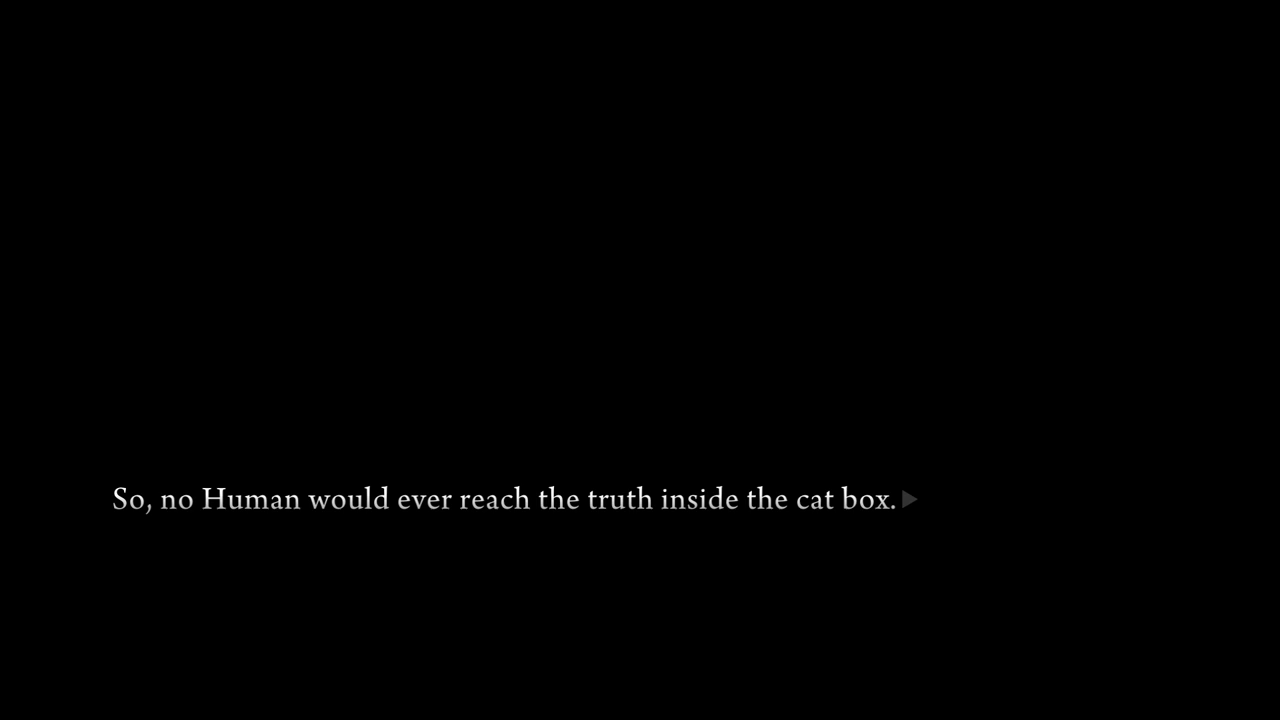 So, no Human would ever reach the truth inside the cat box.